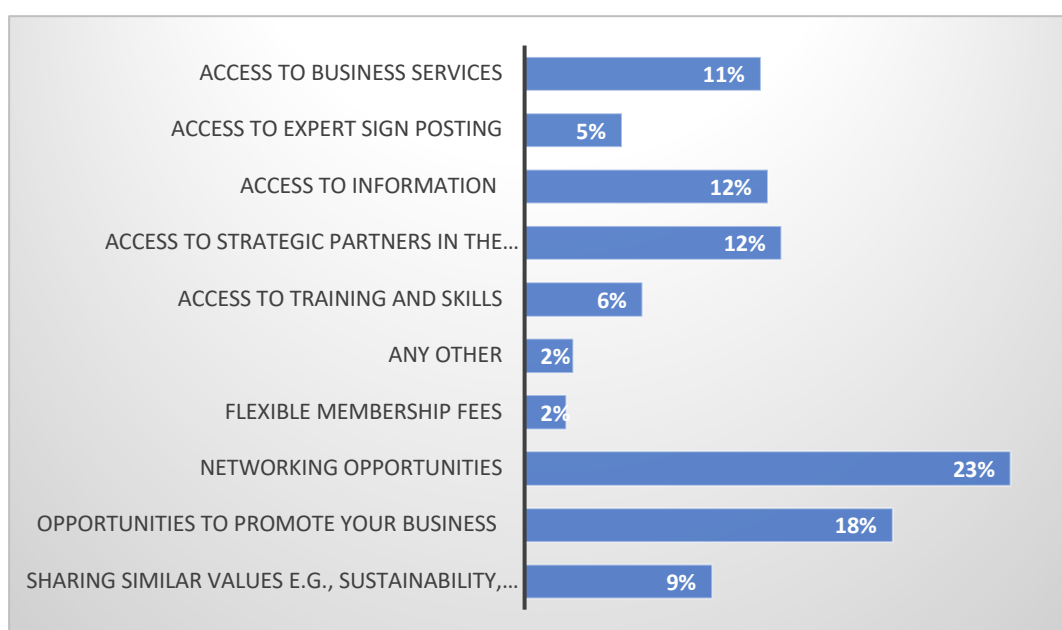 ACCESS TO BUSINESS SERVICES 11%
ACCESS TO EXPERT SIGN POSTING 5%
ACCESS TO INFORMATION 12%
ACCESS TO STRATEGIC PARTNERS IN THE... 12%
ACCESS TO TRAINING AND SKILLS 6%
ANY OTHER 2%
FLEXIBLE MEMBERSHIP FEES 2%
NETWORKING OPPORTUNITIES 23%
OPPORTUNITIES TO PROMOTE YOUR BUSINESS 18%
SHARING SIMILAR VALUES E.G., SUSTAINABILITY,... 9%